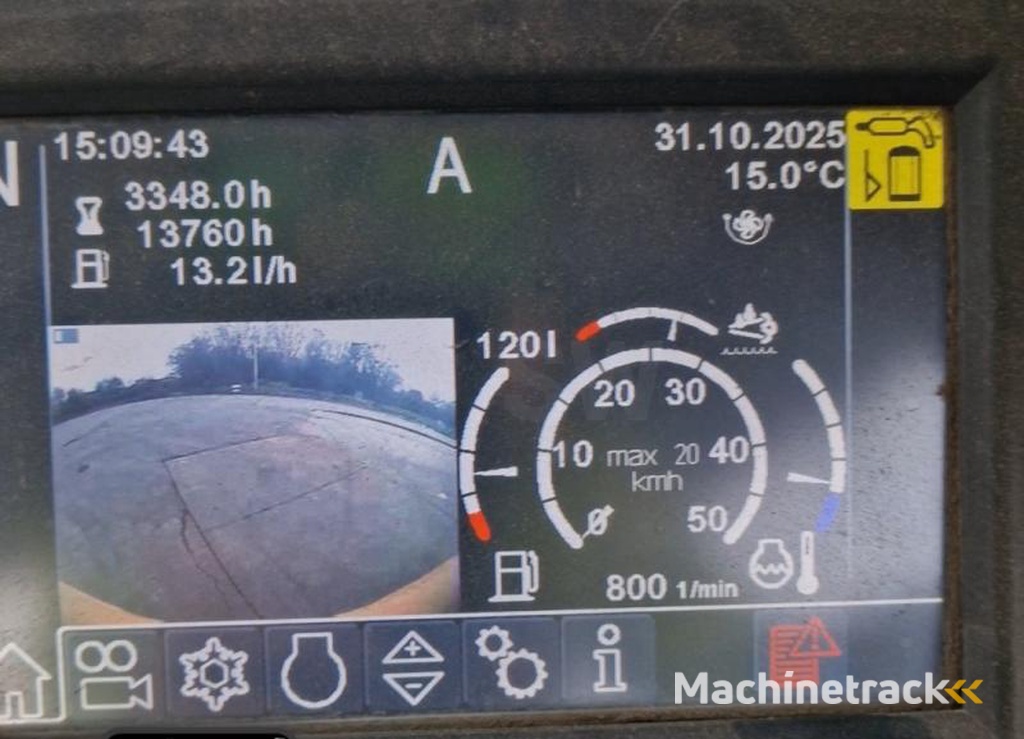 N
15:09:43
A
31.10.2025
15.0°C
3348.0h
13760h
13.2l/h
120l
0
10
20
30
40
50
max 20
kmh
800 1/min
Machinetrack